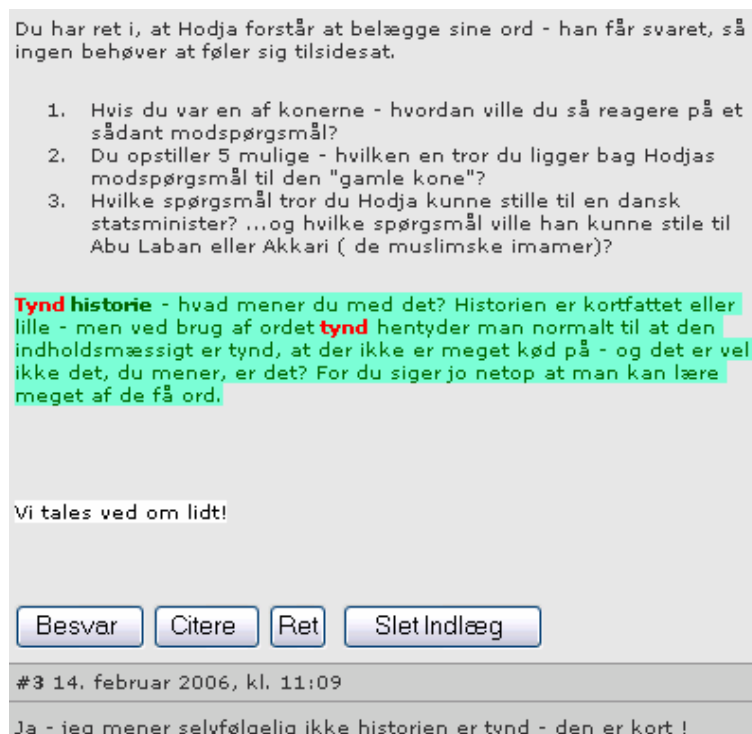 Du har ret i, at Hodja forstår at belægge sine ord - han får svaret, så
ingen behøver at føler sig tilsidesat.
1. Hvis du var en af konerne - hvordan ville du så reagere på et
sådant modspørgsmål?
2. Du opstiller 5 mulige - hvilken en tror du ligger bag Hodjas
modspørgsmål til den "gamle kone"?
3. Hvilke spørgsmål tror du Hodja kunne stille til en dansk
statsminister? ...og hvilke spørgsmål ville han kunne stile til
Abu Laban eller Akkari ( de muslimske imamer)?
Tynd historie - hvad mener du med det? Historien er kortfattet eller
lille - men ved brug af ordet tynd hentyder man normalt til at den
indholdsmæssigt er tynd, at der ikke er meget kød på - og det er vel
ikke det, du mener, er det? For du siger jo netop at man kan lære
meget af de få ord.
Vi tales ved om lidt!
Besvar Citere Ret Slet Indlæg
#3 14. februar 2006, kl. 11:09
Ja - jeg mener selvfølgelig ikke historien er tynd - den er kort !